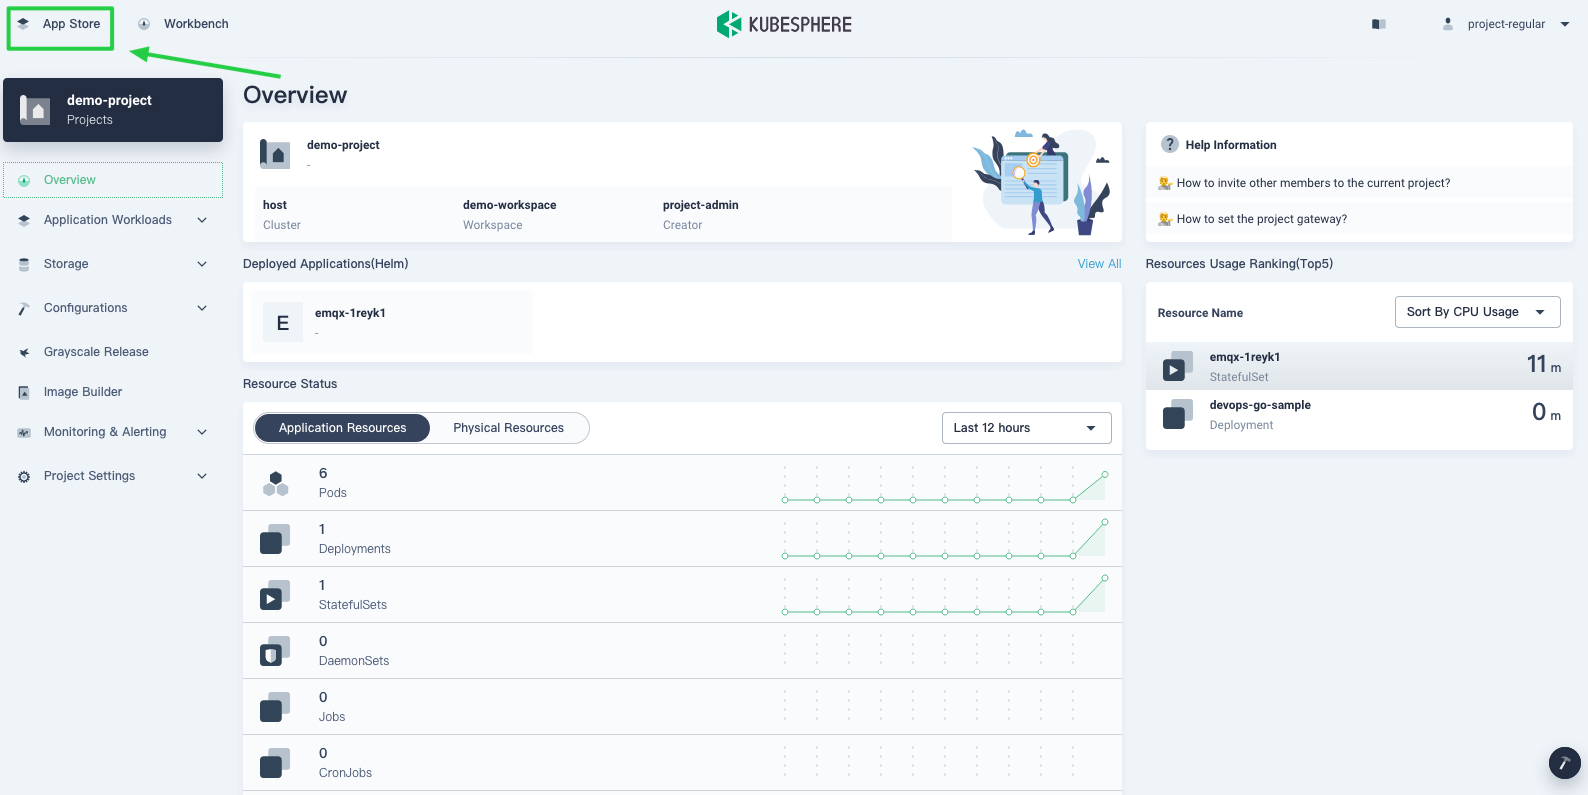 App Store
Workbench
KUBESPHERE
project-regular
demo-project
Projects
Overview
Application Workloads
Storage
Configurations
Grayscale Release
Image Builder
Monitoring & Alerting
Project Settings
Overview
demo-project
-
host
Cluster
demo-workspace
Workspace
project-admin
Creator
Deployed Applications(Helm)
View All
E
emqx-1reyk1
-
Resource Status
Application Resources
Physical Resources
Last 12 hours
6
Pods
1
Deployments
1
StatefulSets
0
DaemonSets
0
Jobs
0
CronJobs
? Help Information
How to invite other members to the current project?
How to set the project gateway?
Resources Usage Ranking(Top5)
Resource Name
Sort By CPU Usage
emqx-1reyk1
StatefulSet
11 m
devops-go-sample
Deployment
0 m